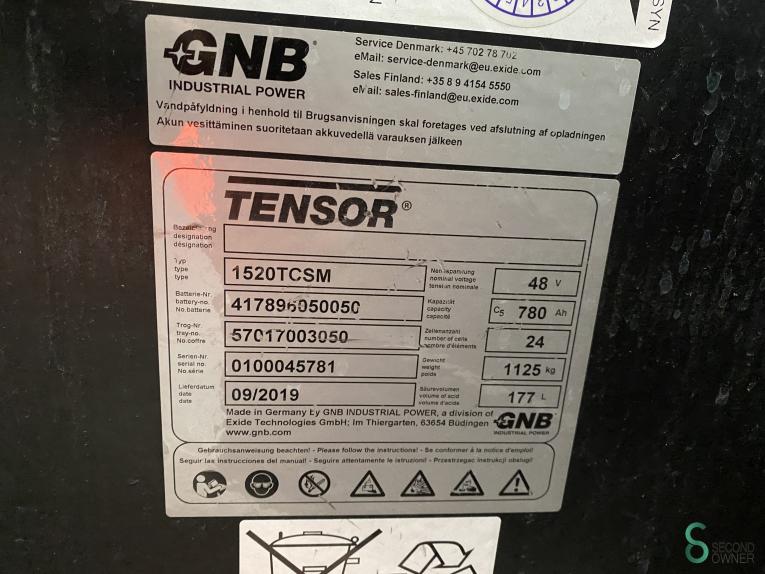 NASYN
GNB®
INDUSTRIAL POWER
Service Denmark: +45 702 78 702
eMail: service-denmark@eu.exide.com
Sales Finland: +35 8 9 4154 5550
eMail: sales-finland@eu.exide.com
Vandpåfyldning i henhold til Brugsanvisningen skal foretages ved afslutning af opladningen
Akun vesittäminen suoritetaan akkuvedellä varauksen jälkeen
TENSOR®
Bezeichnung
designation
désignation
Typ
type
type
1520TCSM
Nennspannung
nominal voltage
tension nominale
48 V
Batterie-Nr.
battery-no.
No.batterie
417896050050
Kapazität
capacity
capacité
C5 780 Ah
Trog-Nr.
tray-no.
No.coffre
57017003050
Zellenanzahl
number of cells
nombre d'éléments
24
Serien-Nr.
serial no.
No.série
0100045781
Gewicht
weight
poids
1125 kg
Lieferdatum
date
date
09/2019
Säurevolumen
volume of acid
volume d'acide
177 L
Made in Germany by GNB INDUSTRIAL POWER, a division of
Exide Technologies GmbH; Im Thiergarten, 63654 Büdingen
www.gnb.com
GNB
INDUSTRIAL POWER
Gebrauchsanweisung beachten! - Please follow the instructions! - Se conformer à la notice d'emploi!
Seguir las instrucciones del manual! - Seguire attentamente le istruzioni! - Przestrzegac instrukcji obslugi!
SECOND
OWNER